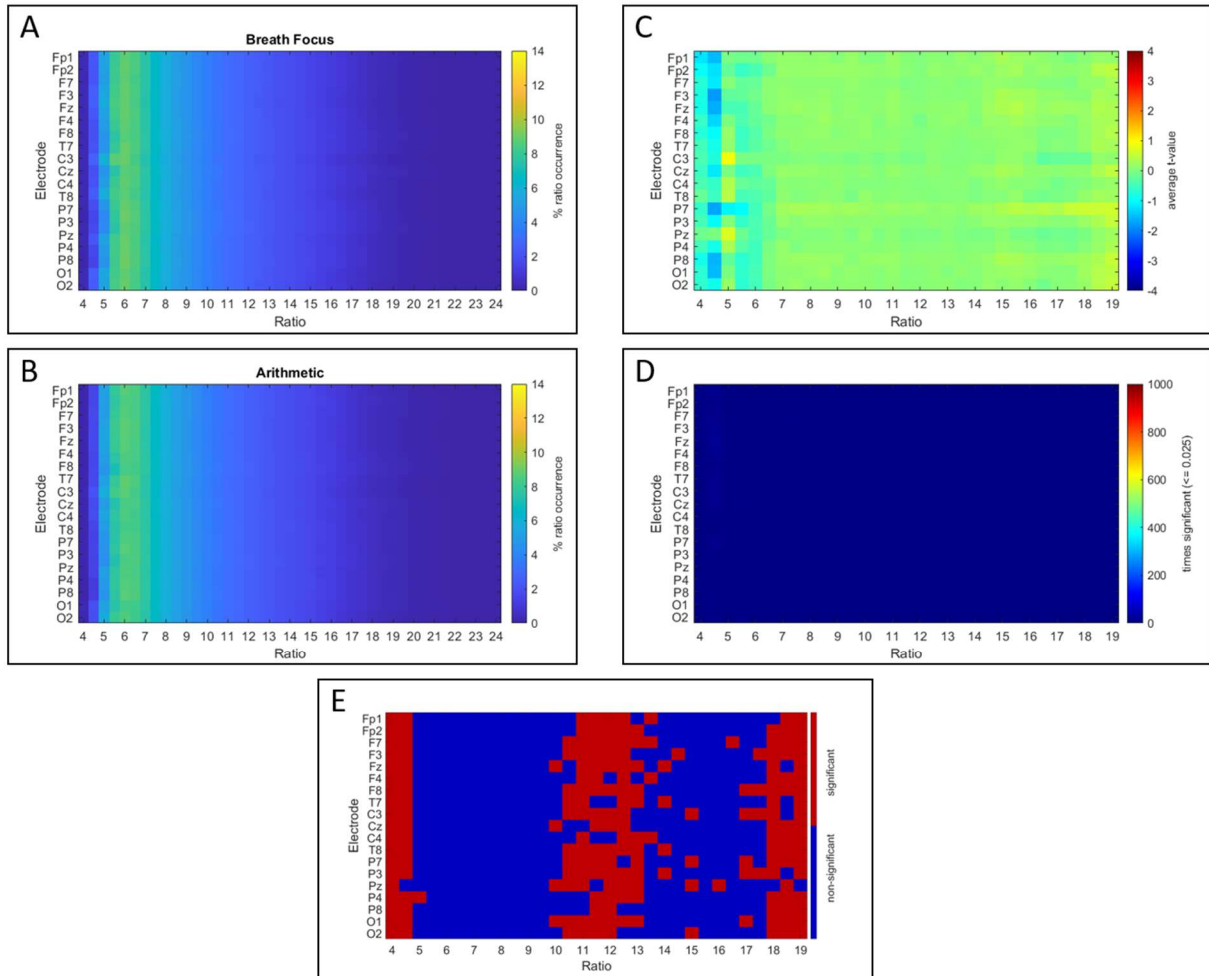 A
Breath Focus
Fp1
Fp2
F7
F3
Fz
F4
F8
T7
C3
Cz
C4
T8
P7
P3
Pz
P4
P8
O1
O2
Electrode
4 5 6 7 8 9 10 11 12 13 14 15 16 17 18 19 20 21 22 23 24
Ratio
14
12
10
8
6
4
2
0
% ratio occurrence
C
Fp1
Fp2
F7
F3
Fz
F4
F8
T7
C3
Cz
C4
T8
P7
P3
Pz
P4
P8
O1
O2
Electrode
4 5 6 7 8 9 10 11 12 13 14 15 16 17 18 19
Ratio
4
3
2
1
0
-1
-2
-3
-4
average t-value
B
Arithmetic
Fp1
Fp2
F7
F3
Fz
F4
F8
T7
C3
Cz
C4
T8
P7
P3
Pz
P4
P8
O1
O2
Electrode
4 5 6 7 8 9 10 11 12 13 14 15 16 17 18 19 20 21 22 23 24
Ratio
14
12
10
8
6
4
2
0
% ratio occurrence
D
Fp1
Fp2
F7
F3
Fz
F4
F8
T7
C3
Cz
C4
T8
P7
P3
Pz
P4
P8
O1
O2
Electrode
4 5 6 7 8 9 10 11 12 13 14 15 16 17 18 19
Ratio
1000
800
600
400
200
0
times significant (<= 0.025)
E
Fp1
Fp2
F7
F3
Fz
F4
F8
T7
C3
Cz
C4
T8
P7
P3
Pz
P4
P8
O1
O2
Electrode
4 5 6 7 8 9 10 11 12 13 14 15 16 17 18 19
Ratio
significant
non-significant